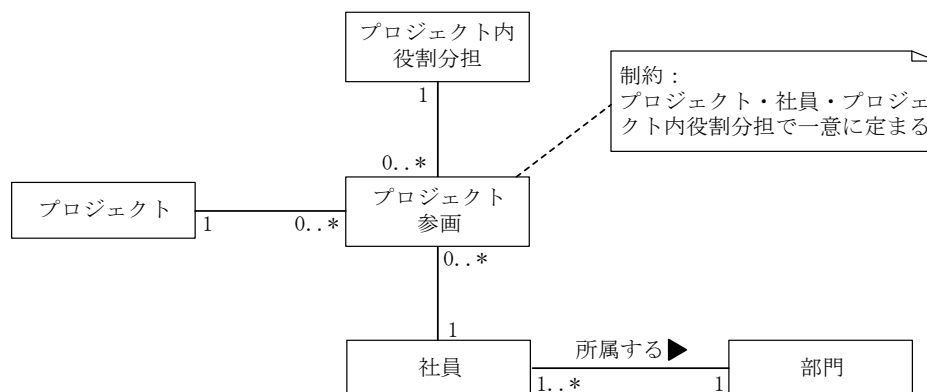 プロジェクト内
役割分担
制約：
プロジェクト・社員・プロジェ
クト内役割分担で一意に定まる
1
0..*
プロジェクト
1
0..*
プロジェクト
参画
0..*
1
社員
所属する▶
1..*
1
部門